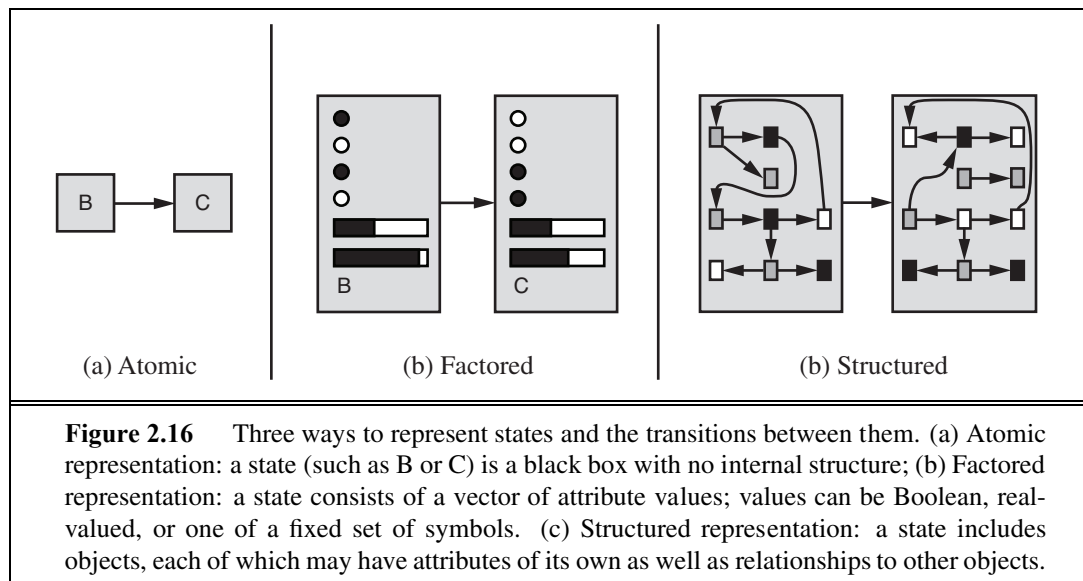 B
C
B
C
(a) Atomic
(b) Factored
(b) Structured
Figure 2.16 Three ways to represent states and the transitions between them. (a) Atomic
representation: a state (such as B or C) is a black box with no internal structure; (b) Factored
representation: a state consists of a vector of attribute values; values can be Boolean, real-
valued, or one of a fixed set of symbols. (c) Structured representation: a state includes
objects, each of which may have attributes of its own as well as relationships to other objects.